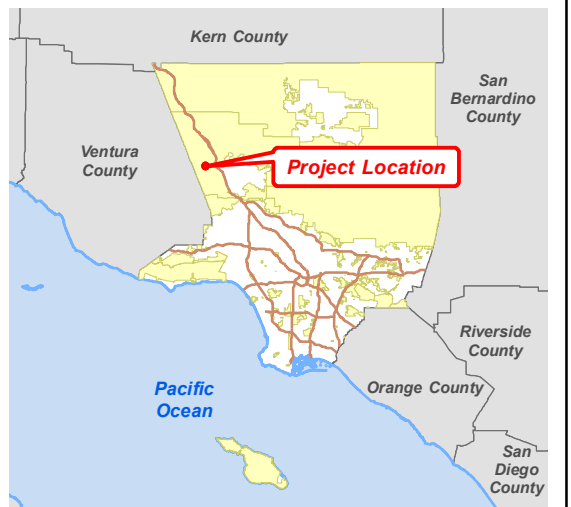 Kern County
San
Bernardino
County
Ventura
County
Project Location
Riverside
County
Pacific
Ocean
Orange County
San
Diego
County